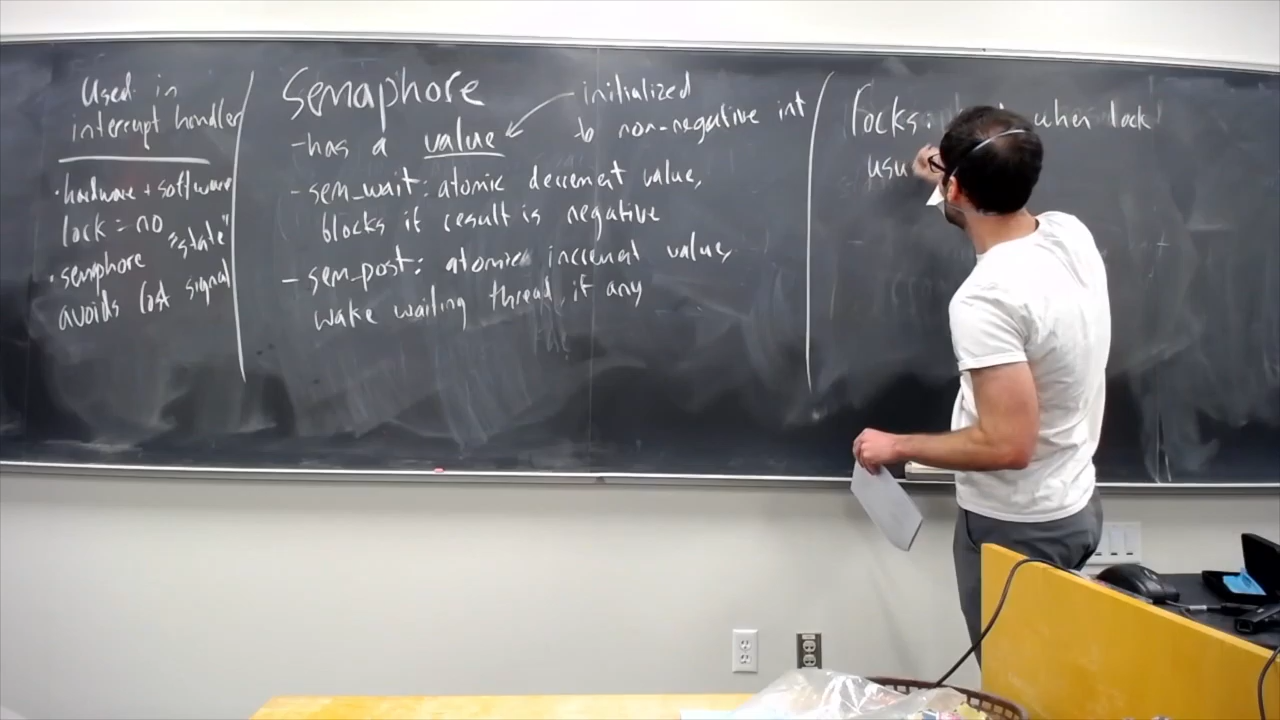 Used in
interrupt handler
· hardware + software
lock = no "state"
· semaphore
avoids lost signal
Semaphore
initialized
to non-negative int
- has a value
- sem_wait: atomic decrement value,
blocks if result is negative
- sem_post: atomic increment value,
wake waiting thread, if any
locks: when lock
usu